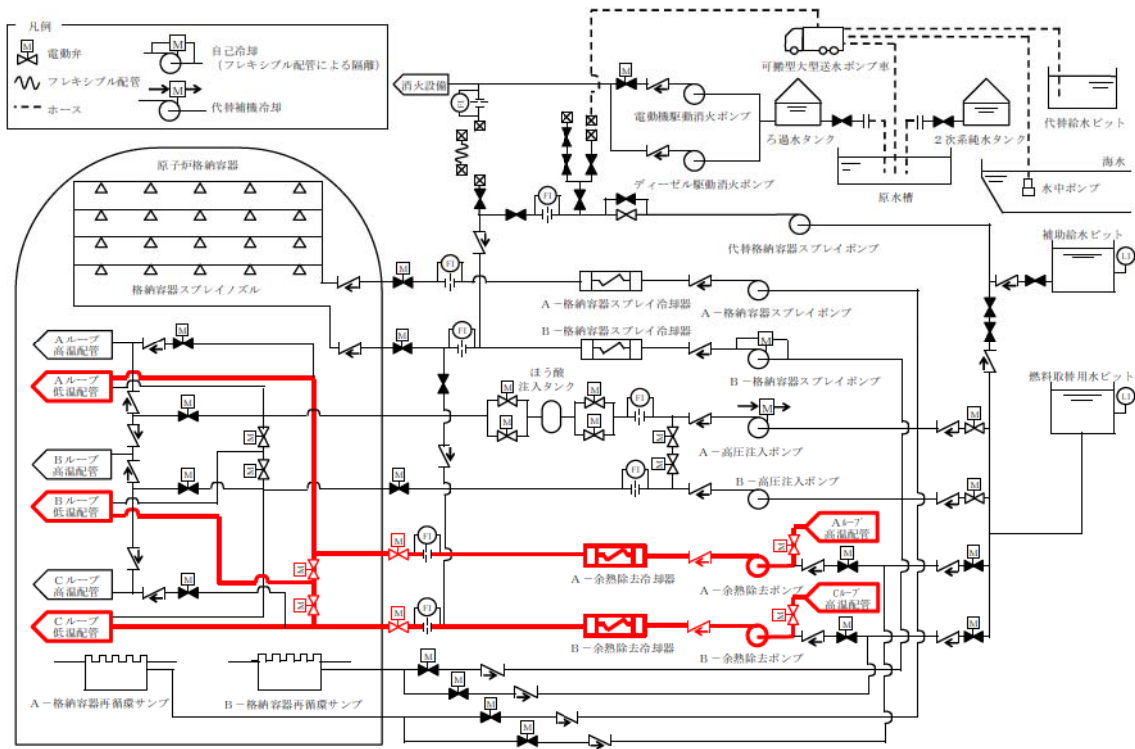 凡例
M
電動弁
M
自己冷却
(フレキシブル配管による隔離)
フレキシブル配管
M
代替補機冷却
ホース
消火設備
FI
M
電動機駆動消火ポンプ
ディーゼル駆動消火ポンプ
可搬型大型送水ポンプ車
ろ過水タンク
2次系純水タンク
原水槽
代替給水ピット
海水
水中ポンプ
FI
代替格納容器スプレイポンプ
補助給水ピット
LI
原子炉格納容器
格納容器スプレイノズル
M
FI
A-格納容器スプレイ冷却器
A-格納容器スプレイポンプ
B-格納容器スプレイ冷却器
M
FI
M
B-格納容器スプレイポンプ
燃料取替用水ピット
LI
Aループ
高温配管
M
Aループ
低温配管
M
ほう酸
注入タンク
M
M
M
M
FI
M
M
A-高圧注入ポンプ
M
M
M
M
Bループ
高温配管
M
M
FI
B-高圧注入ポンプ
M
Bループ
低温配管
M
FI
A-余熱除去冷却器
A-余熱除去ポンプ
Aループ
高温配管
M
M
M
M
M
Cループ
高温配管
M
Cループ
低温配管
M
FI
B-余熱除去冷却器
B-余熱除去ポンプ
Cループ
高温配管
M
M
M
A-格納容器再循環サンプ
B-格納容器再循環サンプ
M
M
M
M